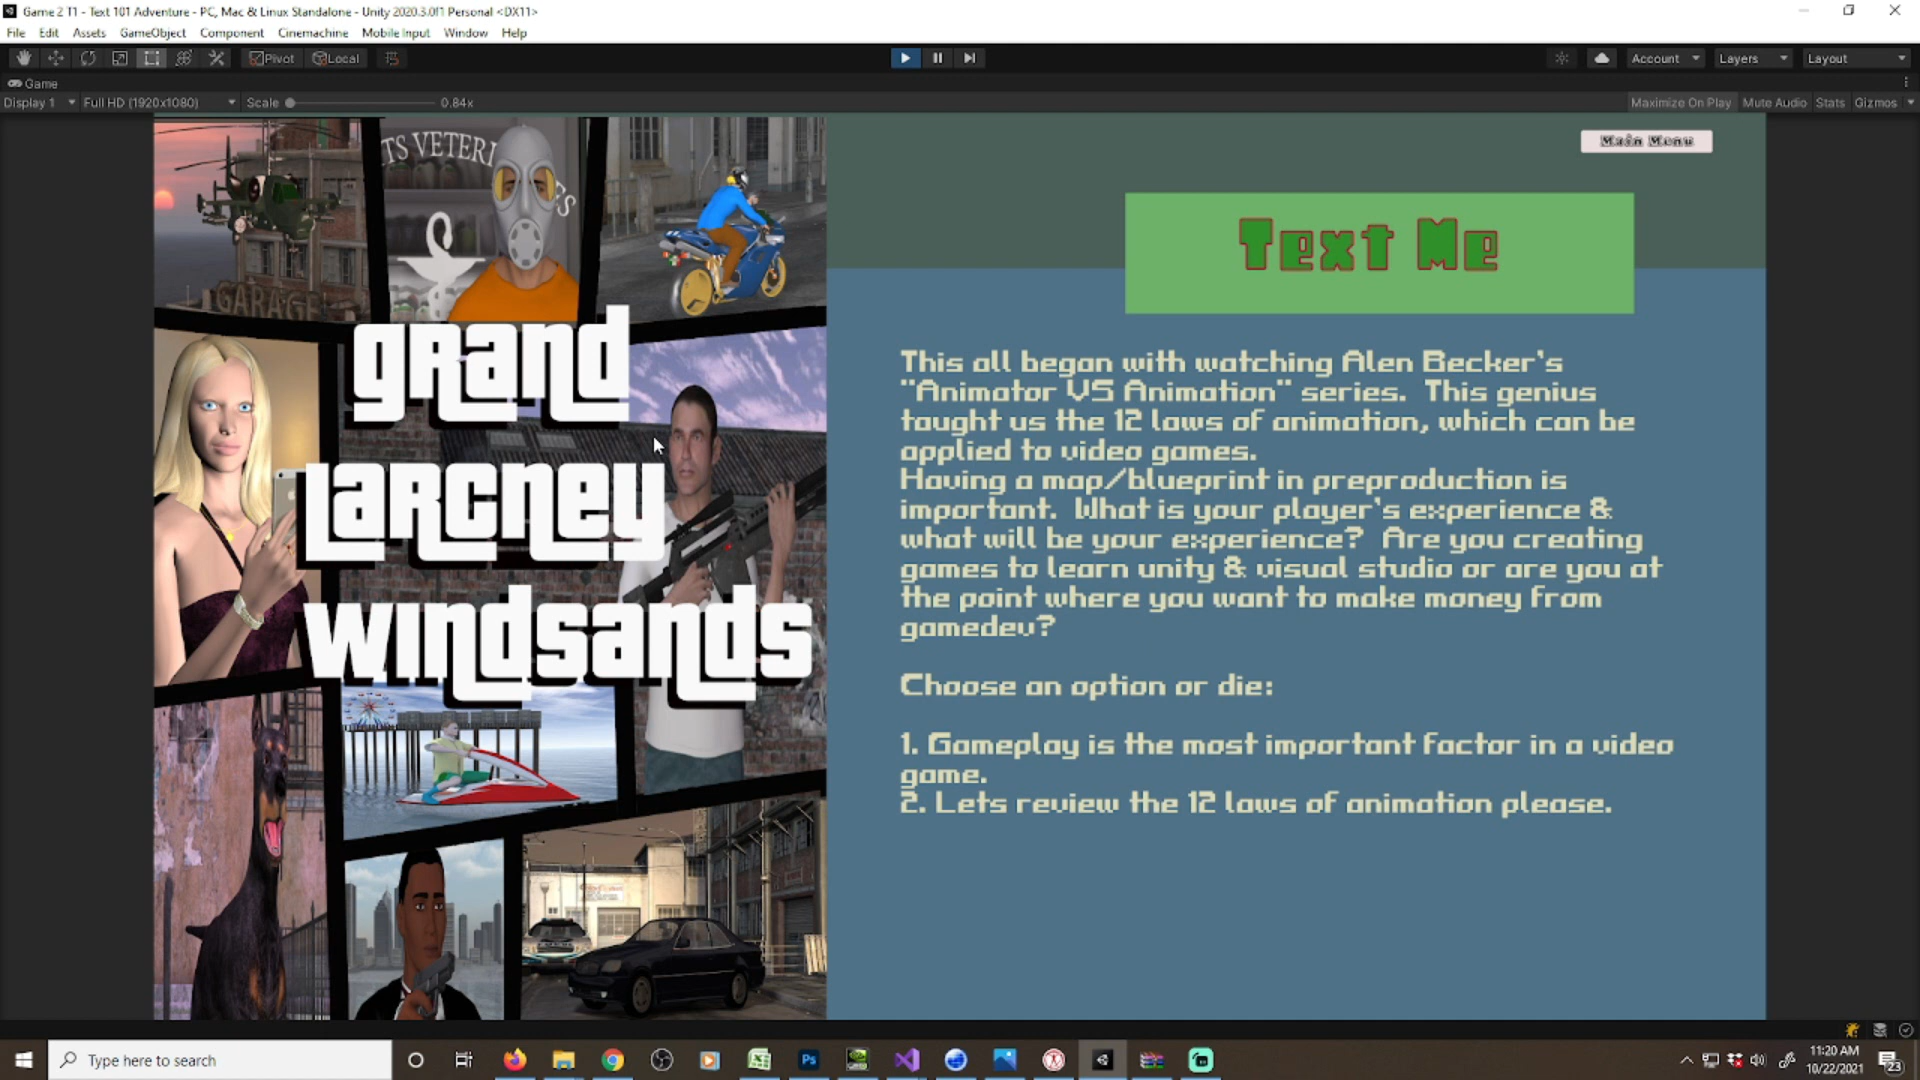 Game 2 T1 - Text 101 Adventure - PC, Mac & Linux Standalone - Unity 2020.3.0f1 Personal <DX11>
File Edit Assets GameObject Component Cinemachine Mobile Input Window Help
Pivot Local Account Layers Layout
Game
Display 1 Full HD (1920x1080) Scale 0.84x Maximize On Play Mute Audio Stats Gizmos
TS VETERI
ES
GARAGE
grand
Larcney
windsands
Main Menu
Text Me
This all began with watching Alen Becker's
"Animator VS Animation" series. This genius
taught us the 12 laws of animation, which can be
applied to video games.
Having a map/blueprint in preproduction is
important. What is your player's experience &
what will be your experience? Are you creating
games to learn unity & visual studio or are you at
the point where you want to make money from
gamedev?
Choose an option or die:
1. Gameplay is the most important factor in a video
game.
2. Lets review the 12 laws of animation please.
Type here to search
Ps
11:20 AM
10/22/2021
23